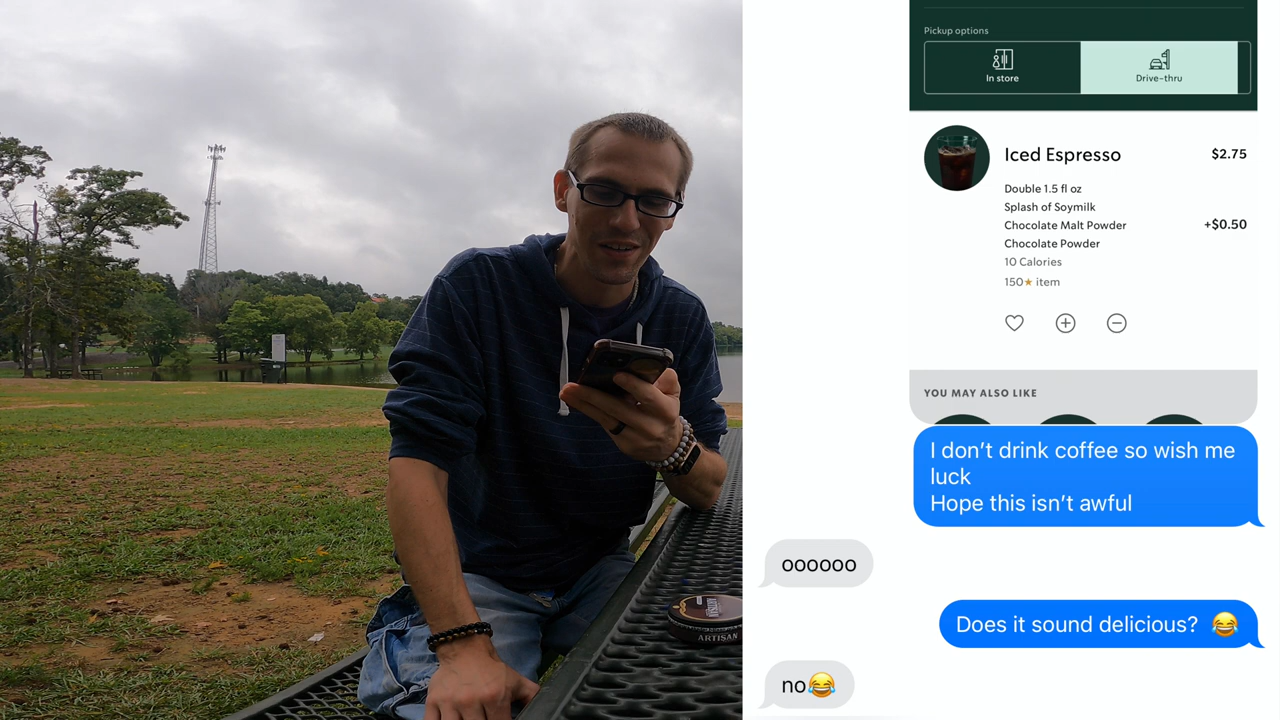 Pickup options
In store
Drive-thru
Iced Espresso $2.75
Double 1.5 fl oz
Splash of Soymilk
Chocolate Malt Powder +$0.50
Chocolate Powder
10 Calories
150★ item
YOU MAY ALSO LIKE
I don't drink coffee so wish me
luck
Hope this isn't awful
oooooo
Does it sound delicious? 😂
no😂
ARTISAN